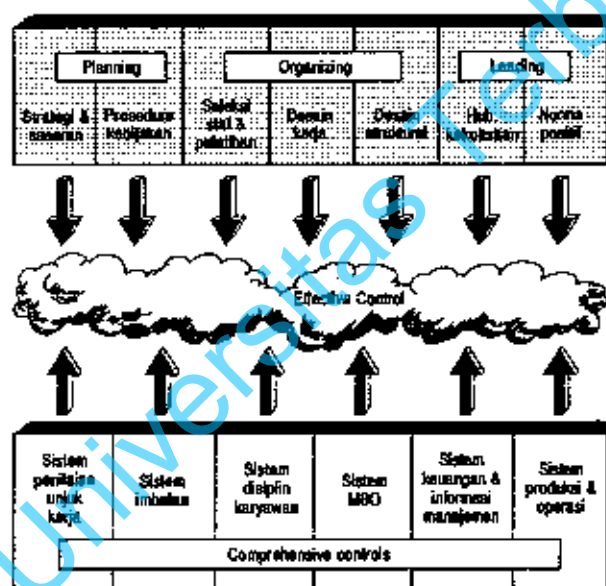 Planning
Organizing
Leading
Strategi &
sasaran
Prosedur
kebijakan
Seleksi
staf &
pelatihan
Desain
kerja
Desain
struktural
Hub
Norma
positif
Effective Control
Sistem
penilaian
unjuk
kerja
Sistem
imbalan
Sistem
disiplin
karyawan
Sistem
MBO
Sistem
keuangan &
informasi
manajemen
Sistem
produksi &
operasi
Comprehensive controls
Universitas Terb